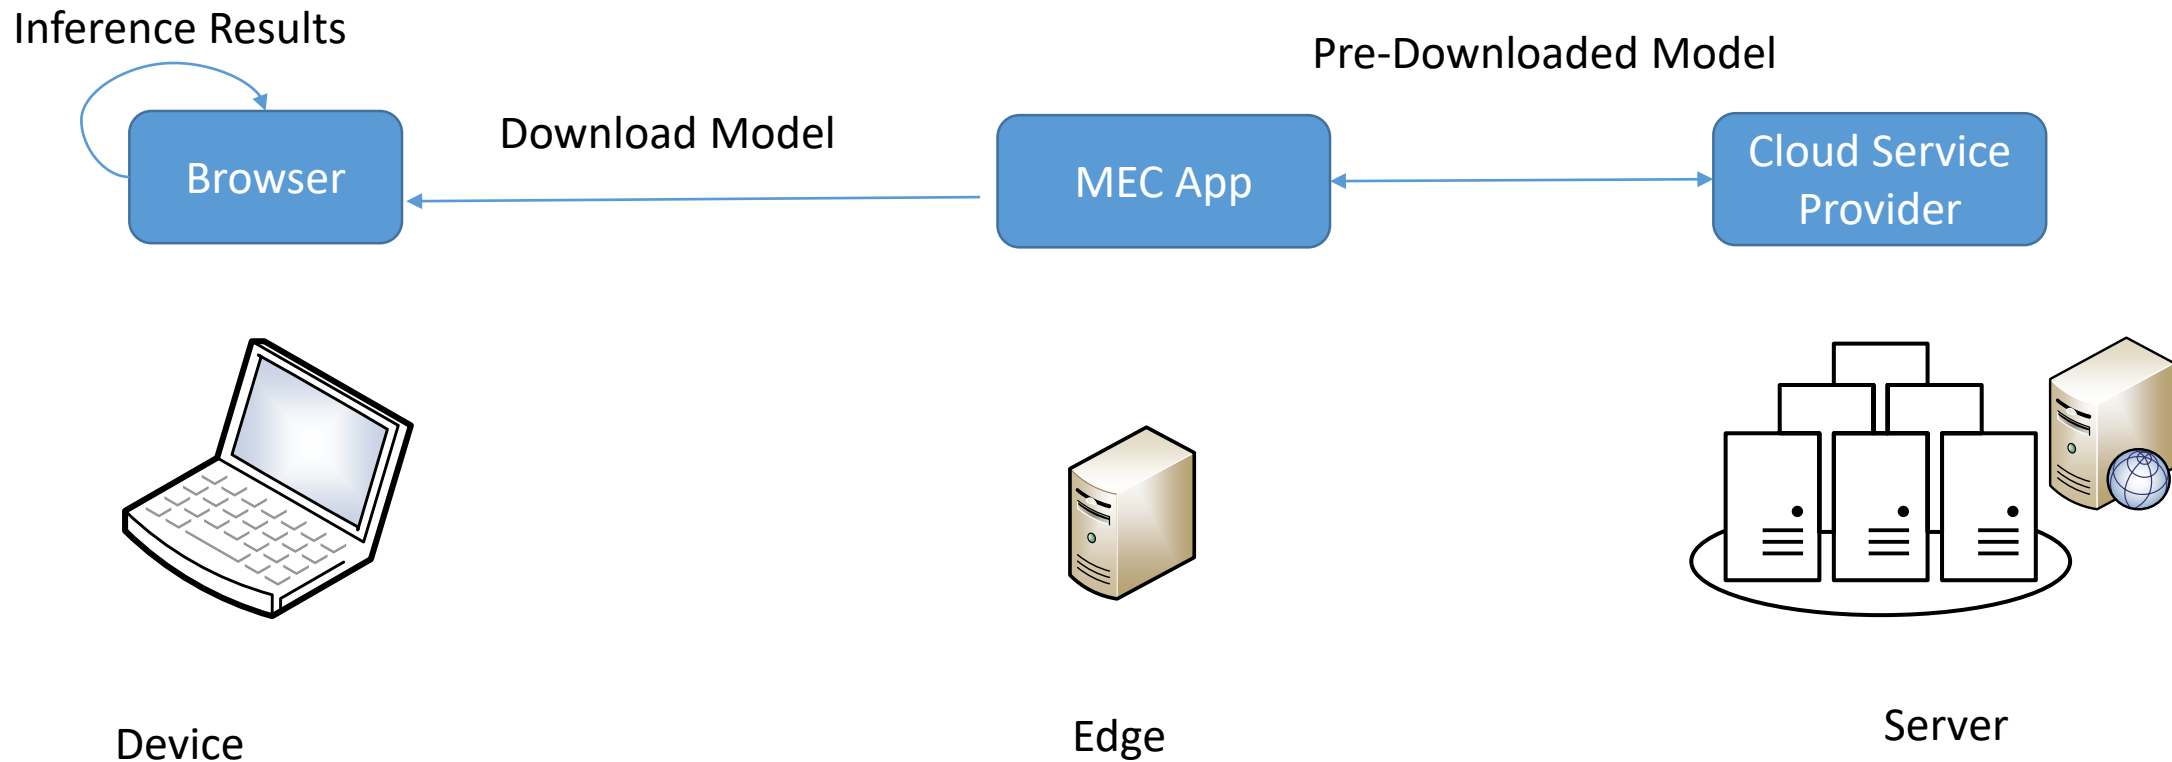 Inference Results
Pre-Downloaded Model
Download Model
Browser
MEC App
Cloud Service
Provider
Device
Edge
Server